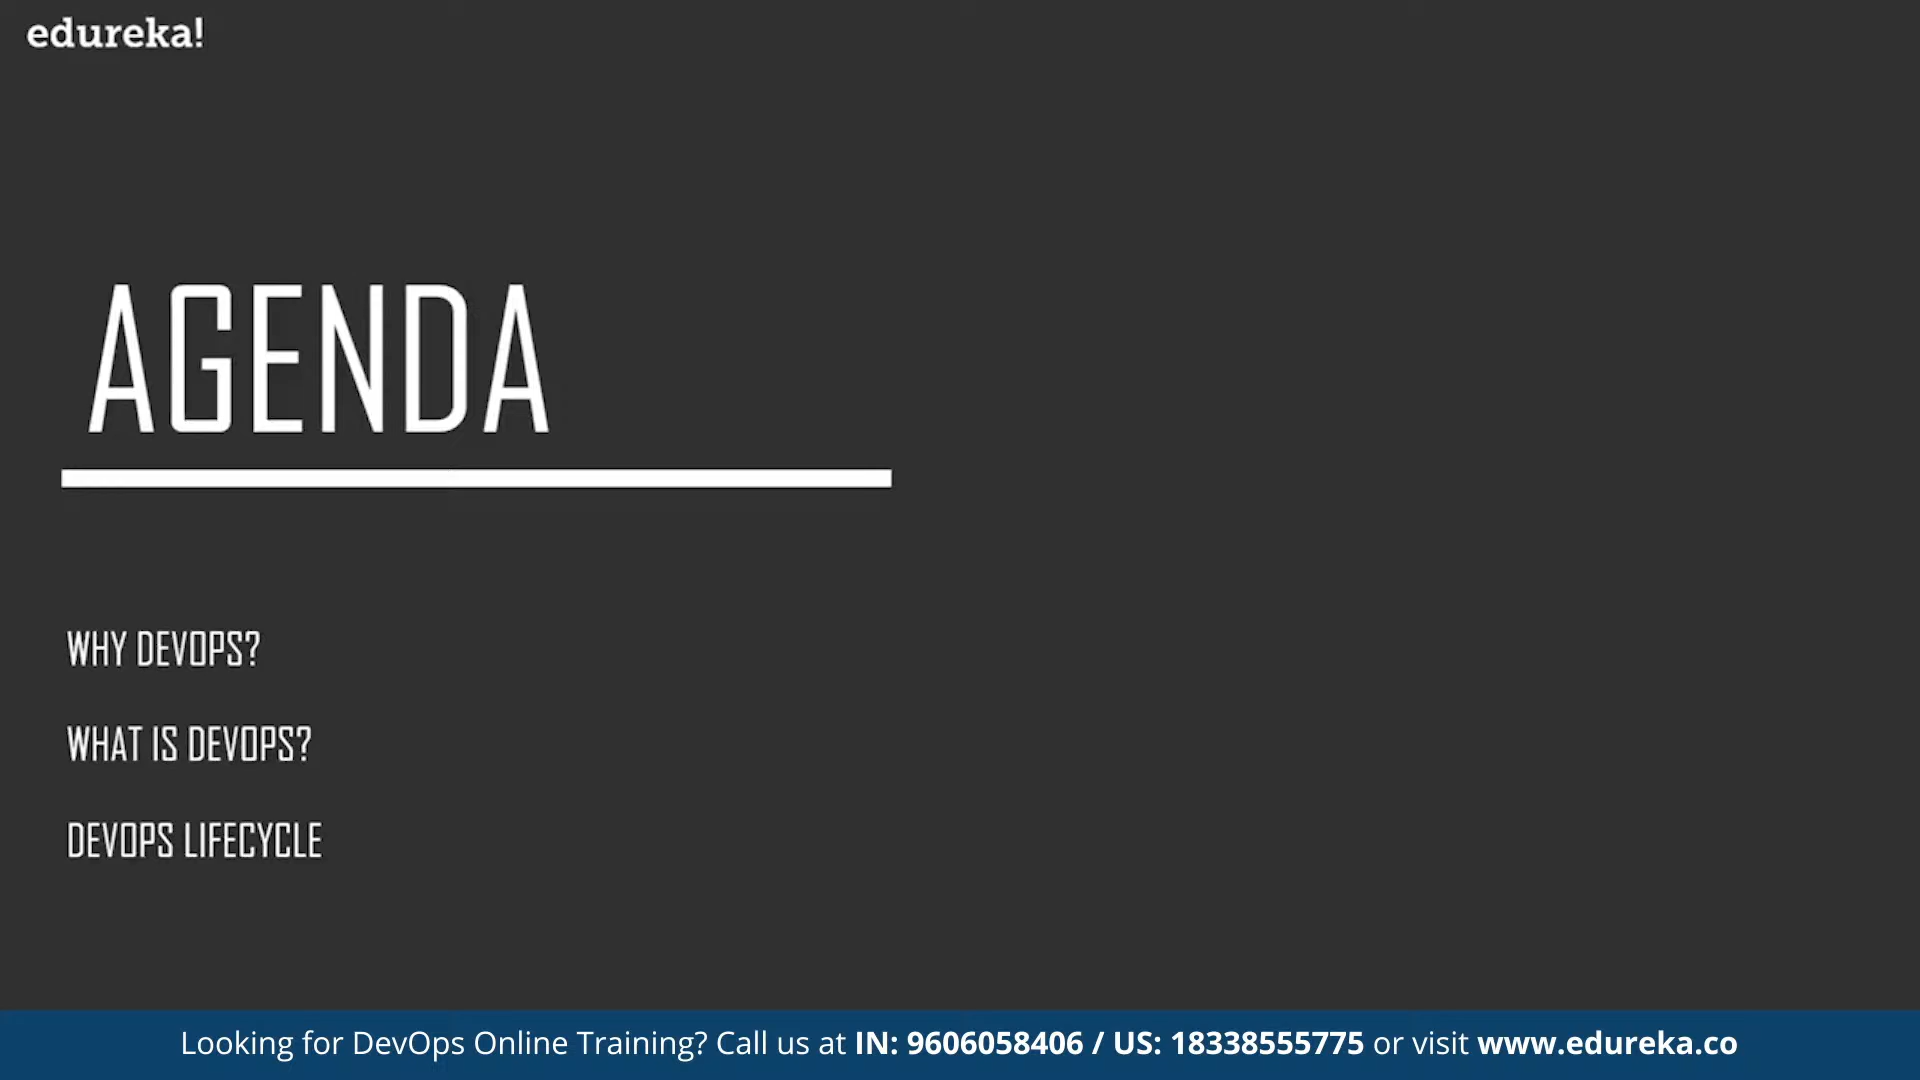 edureka!
AGENDA
WHY DEVOPS?
WHAT IS DEVOPS?
DEVOPS LIFECYCLE
Looking for DevOps Online Training? Call us at IN: 9606058406 / US: 18338555775 or visit www.edureka.co